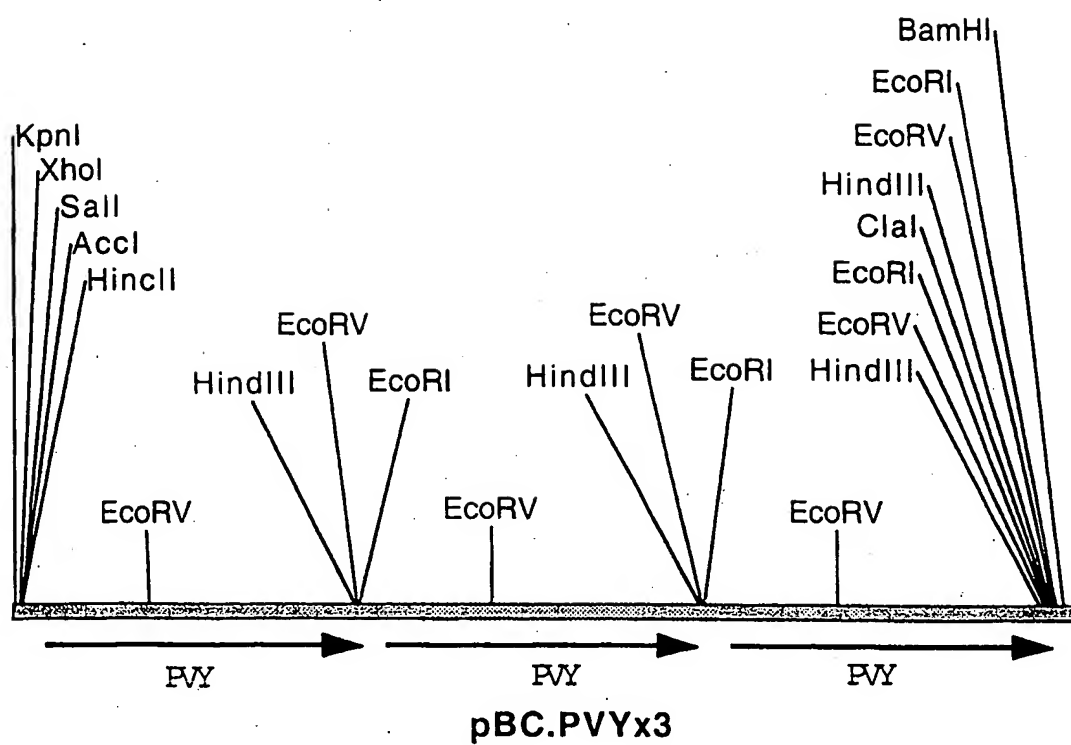 BamHI
EcoRI
KpnI
EcoRV
XhoI
HindIII
SalI
ClaI
AccI
EcoRI
HincII
EcoRV
EcoRV
EcoRV
HindIII
EcoRI
HindIII
EcoRI
HindIII
EcoRV
EcoRV
EcoRV
PVY
PVY
PVY
pBC.PVYx3